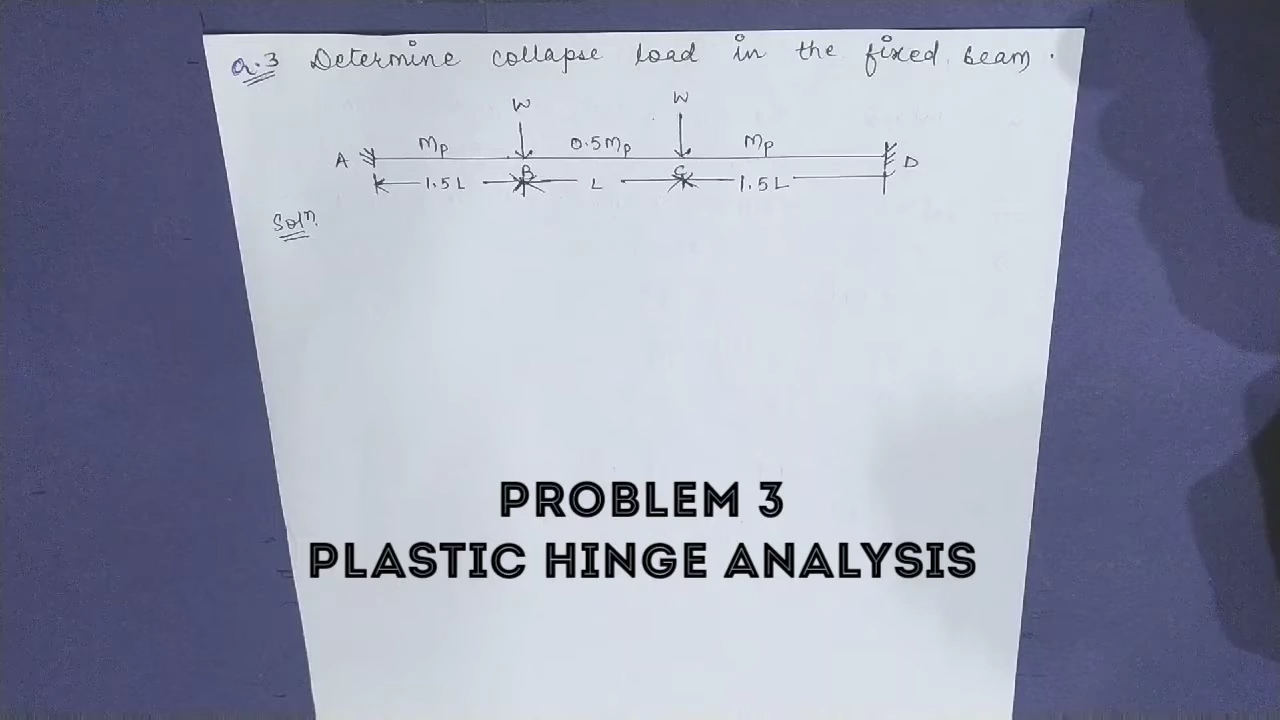 Q.3 Determine collapse load in the fixed beam.
W W
A Mp 0.5Mp Mp D
B C
1.5L L 1.5L
Solⁿ.
PROBLEM 3
PLASTIC HINGE ANALYSIS